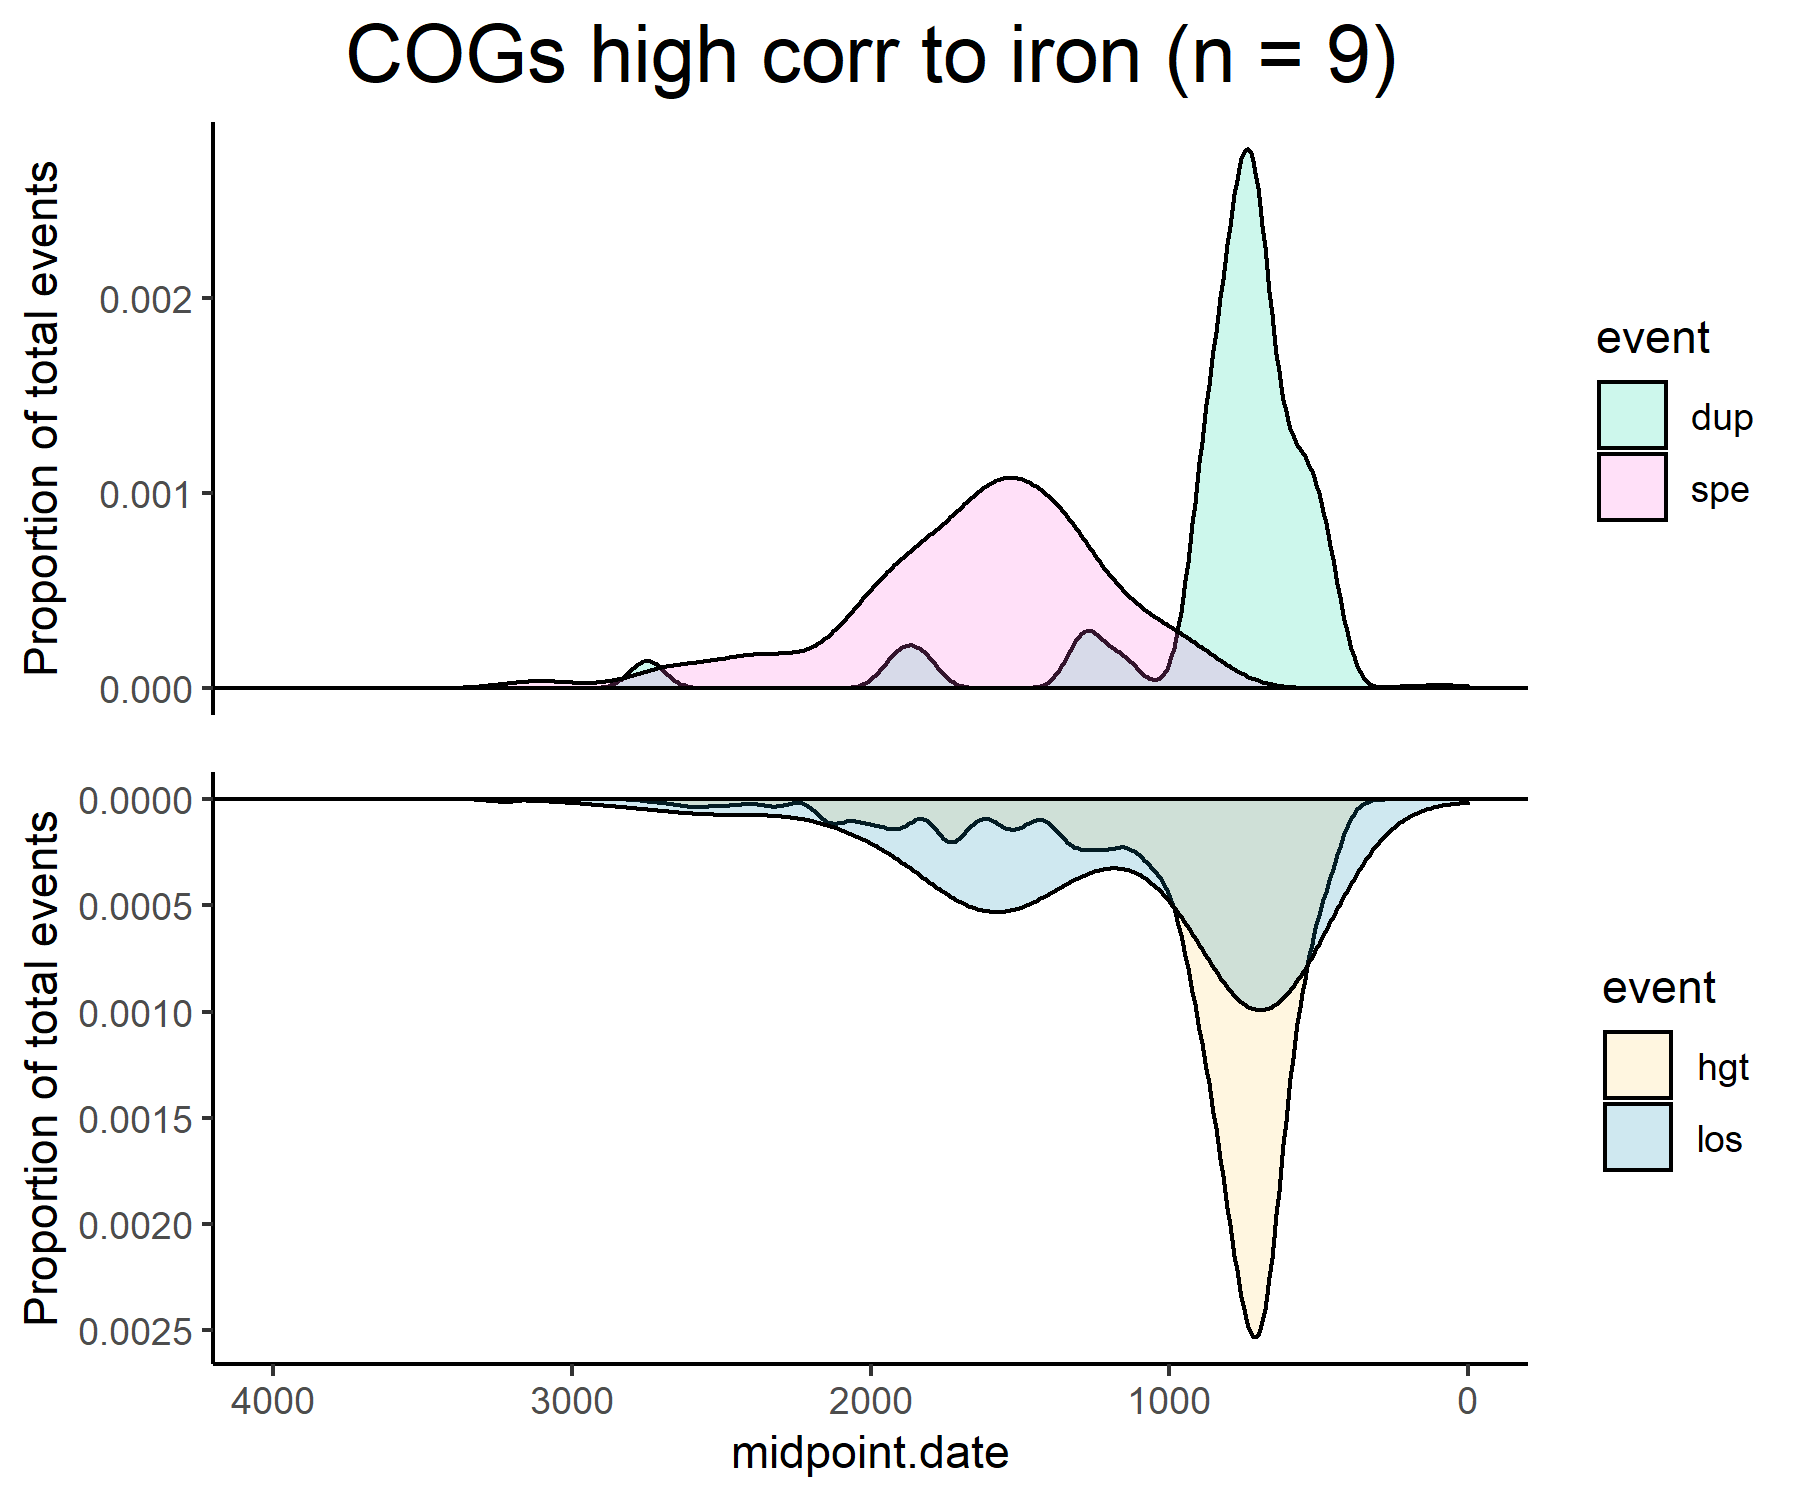 COGs high corr to iron (n = 9)
Proportion of total events
0.002
0.001
0.000
event
dup
spe
Proportion of total events
0.0000
0.0005
0.0010
0.0015
0.0020
0.0025
event
hgt
los
4000 3000 2000 1000 0
midpoint.date